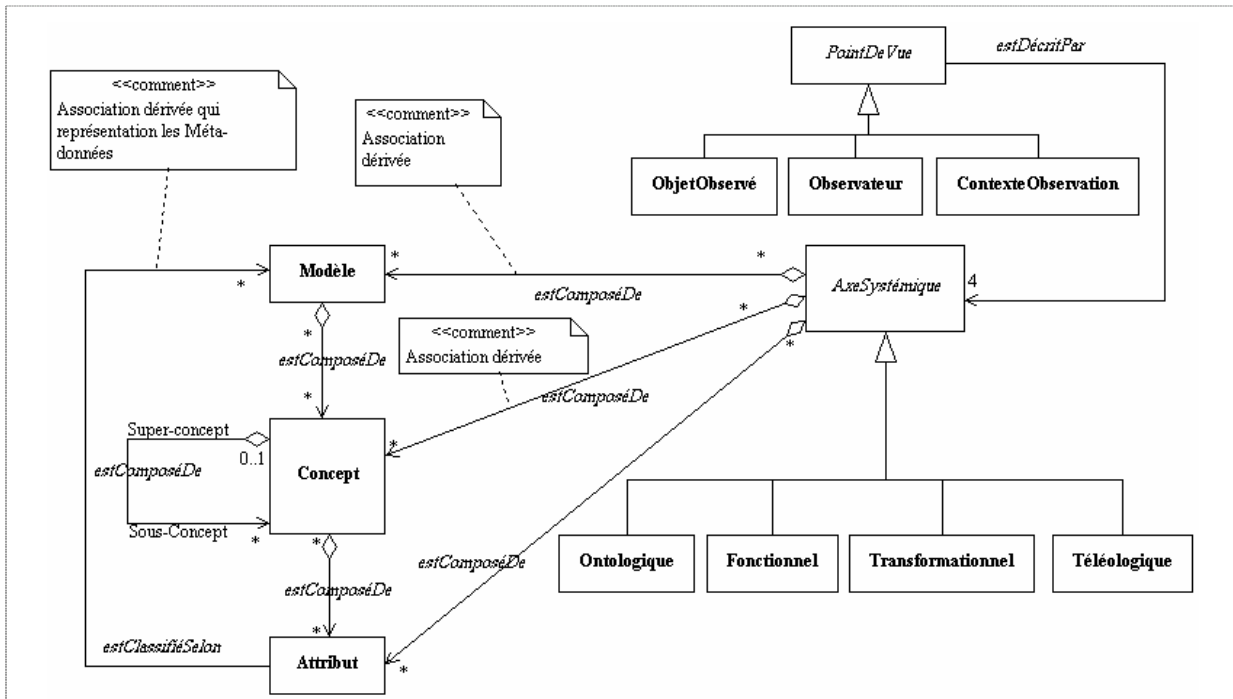 PointDeVue
estDécritPar
<<comment>>
Association dérivée qui
représentation les Méta-
données
<<comment>>
Association
dérivée
ObjetObservé
Observateur
ContexteObservation
Modèle
*
*
*
estComposéDe
AxeSystémique
4
*
*
*
estComposéDe
*
<<comment>>
Association dérivée
estComposéDe
*
Super-concept
0..1
estComposéDe
Sous-Concept
*
Concept
*
estComposéDe
*
estComposéDe
Ontologique
Fonctionnel
Transformationnel
Téléologique
estClassifiéSelon
Attribut
*